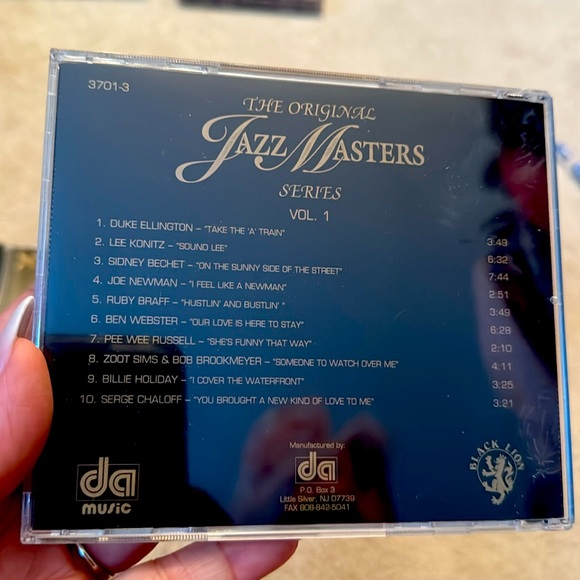 3701-3
THE ORIGINAL
JAZZ MASTERS
SERIES
VOL. 1
1. DUKE ELLINGTON – "TAKE THE 'A' TRAIN" 3:49
2. LEE KONITZ – "SOUND LEE" 6:32
3. SIDNEY BECHET – "ON THE SUNNY SIDE OF THE STREET" 7:44
4. JOE NEWMAN – "I FEEL LIKE A NEWMAN" 2:51
5. RUBY BRAFF – "HUSTLIN' AND BUSTLIN' " 3:49
6. BEN WEBSTER – "OUR LOVE IS HERE TO STAY" 6:28
7. PEE WEE RUSSELL – "SHE'S FUNNY THAT WAY" 2:10
8. ZOOT SIMS & BOB BROOKMEYER – "SOMEONE TO WATCH OVER ME" 4:11
9. BILLIE HOLIDAY – "I COVER THE WATERFRONT" 3:25
10. SERGE CHALOFF – "YOU BROUGHT A NEW KIND OF LOVE TO ME" 3:21
da
music
Manufactured by:
da
P.O. Box 3
Little Silver, NJ 07739
FAX 908-842-5041
BLACK LION